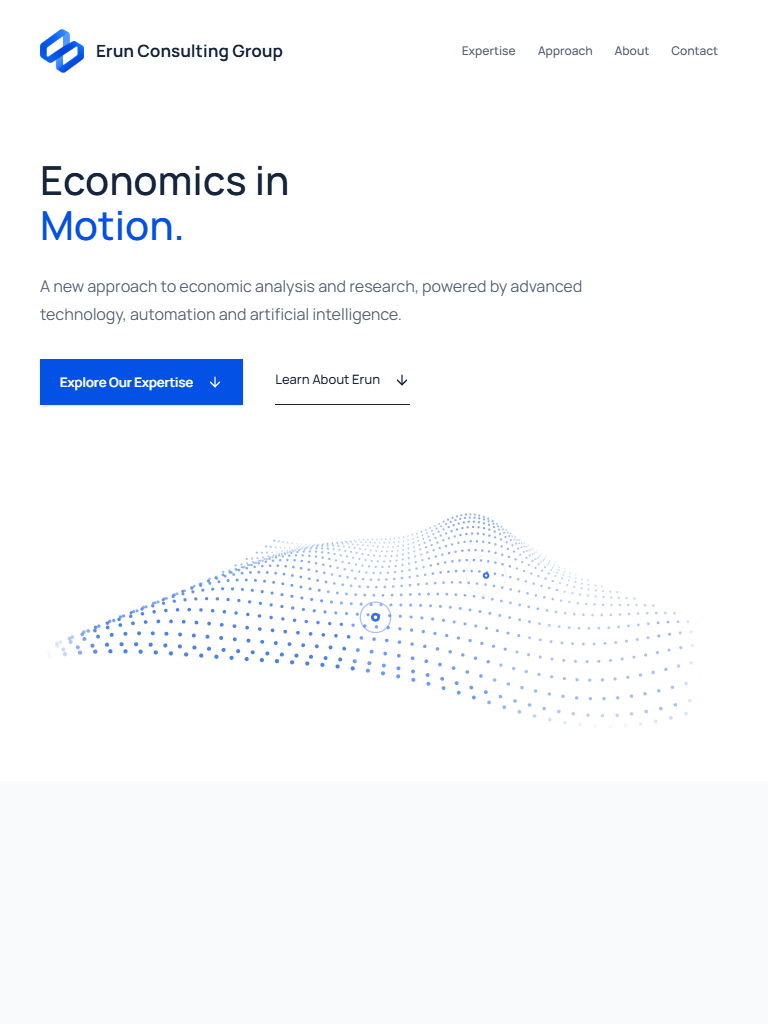 Erun Consulting Group
Expertise
Approach
About
Contact
Economics in
Motion.
A new approach to economic analysis and research, powered by advanced
technology, automation and artificial intelligence.
Explore Our Expertise
Learn About Erun